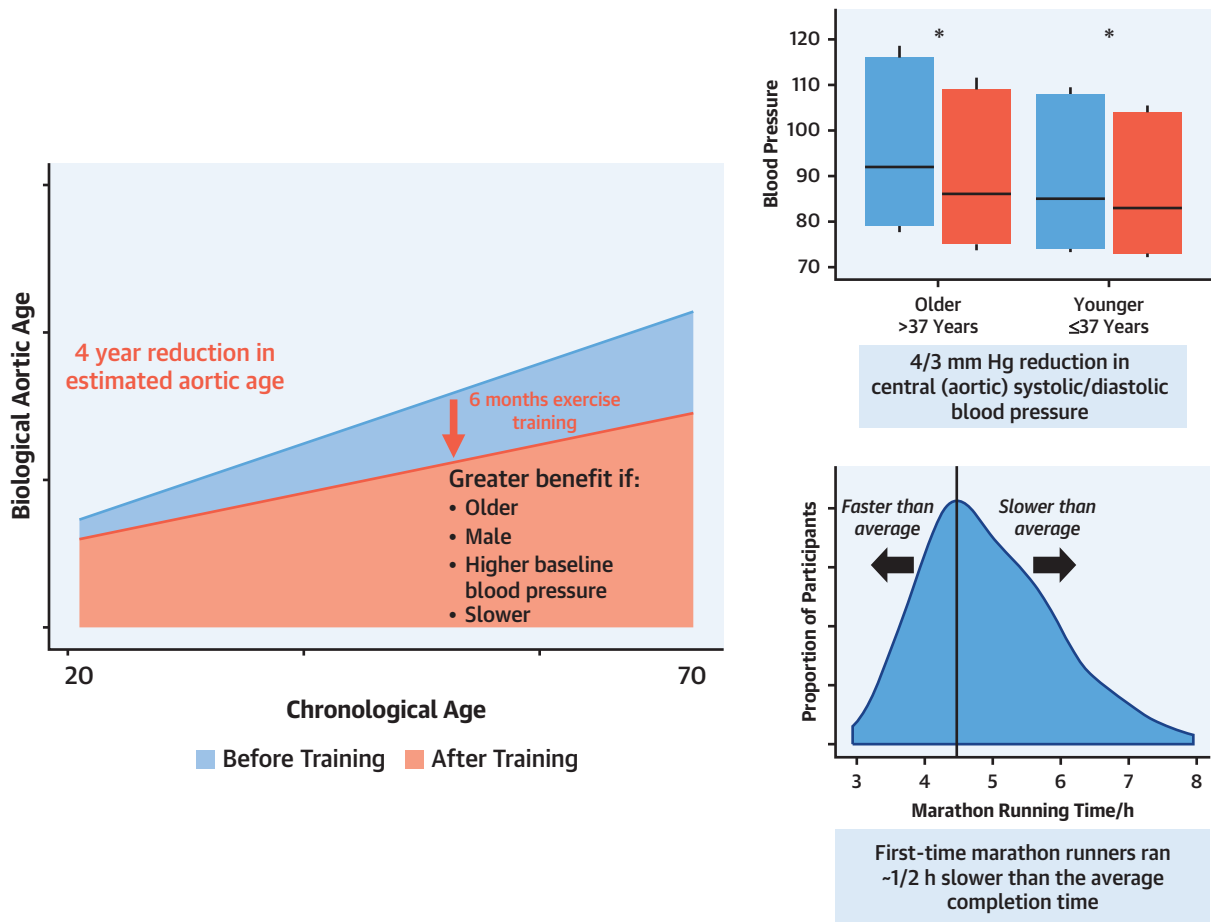 Biological Aortic Age
4 year reduction in
estimated aortic age
6 months exercise
training
Greater benefit if:
• Older
• Male
• Higher baseline
blood pressure
• Slower
20
70
Chronological Age
Before Training
After Training
Blood Pressure
120
110
100
90
80
70
*
*
Older
>37 Years
Younger
≤37 Years
4/3 mm Hg reduction in
central (aortic) systolic/diastolic
blood pressure
Proportion of Participants
Faster than
average
Slower than
average
3 4 5 6 7 8
Marathon Running Time/h
First-time marathon runners ran
~1/2 h slower than the average
completion time